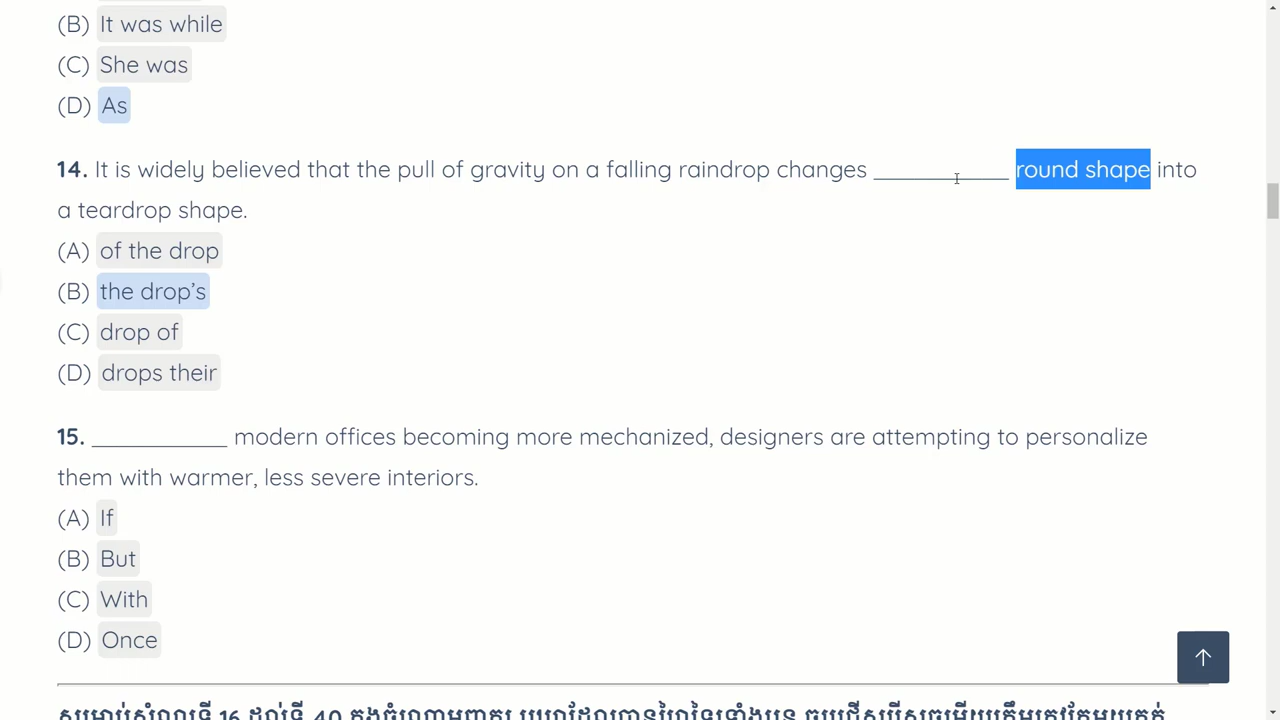 (B) It was while
(C) She was
(D) As
14. It is widely believed that the pull of gravity on a falling raindrop changes ____________ round shape into
a teardrop shape.
(A) of the drop
(B) the drop's
(C) drop of
(D) drops their
15. ____________ modern offices becoming more mechanized, designers are attempting to personalize
them with warmer, less severe interiors.
(A) If
(B) But
(C) With
(D) Once